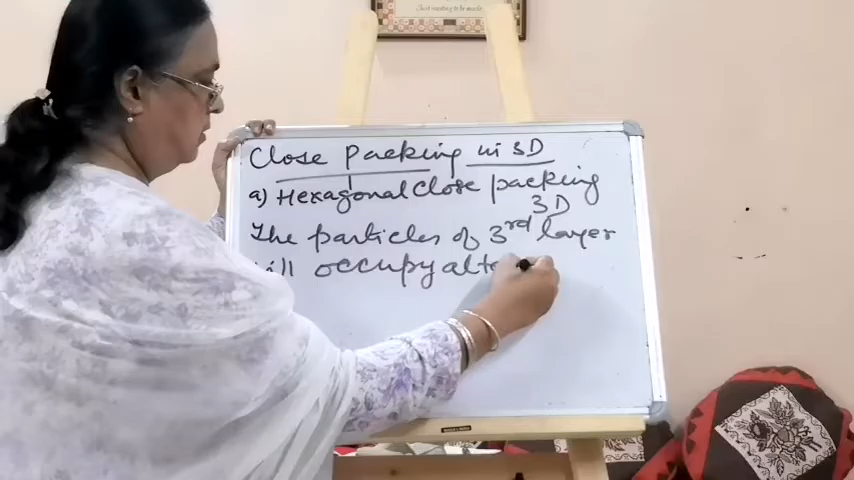 Close packing in 3D
a) Hexagonal close packing
3D
The particles of 3rd layer
will occupy alte